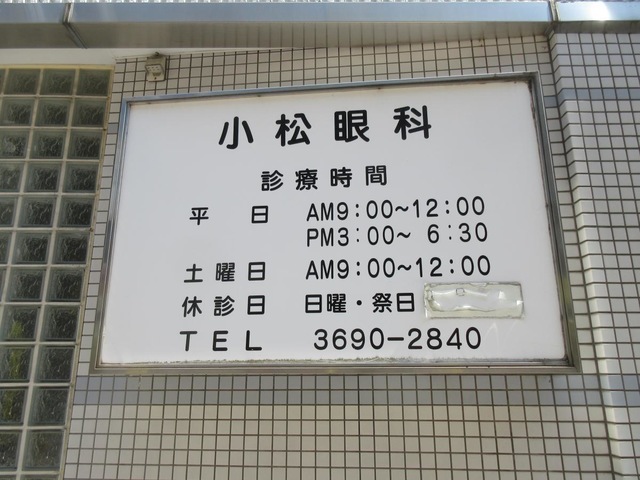 小松眼科
診療時間
平日 AM9:00~12:00
PM3:00~ 6:30
土曜日 AM9:00~12:00
休診日 日曜・祭日
TEL 3690-2840